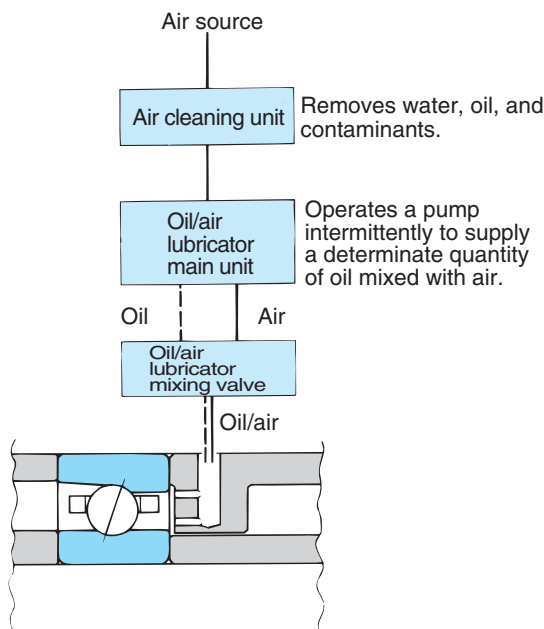 Air source
Air cleaning unit
Removes water, oil, and
contaminants.
Oil/air
lubricator
main unit
Operates a pump
intermittently to supply
a determinate quantity
of oil mixed with air.
Oil
Air
Oil/air
lubricator
mixing valve
Oil/air